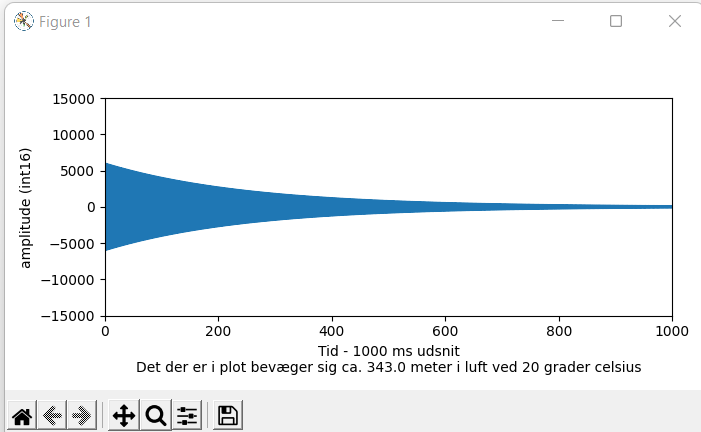 Figure 1
15000
10000
5000
0
−5000
−10000
−15000
amplitude (int16)
0 200 400 600 800 1000
Tid - 1000 ms udsnit
Det der er i plot bevæger sig ca. 343.0 meter i luft ved 20 grader celsius